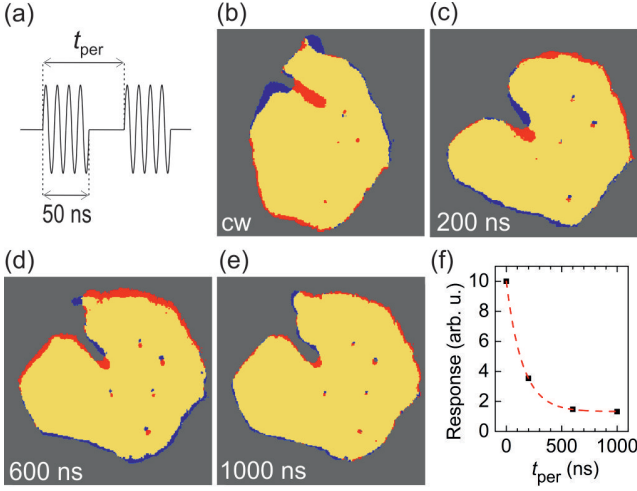 (a)
t_per
50 ns
(b)
cw
(c)
200 ns
(d)
600 ns
(e)
1000 ns
(f)
10
8
6
4
2
0
Response (arb. u.)
0 500 1000
t_per (ns)